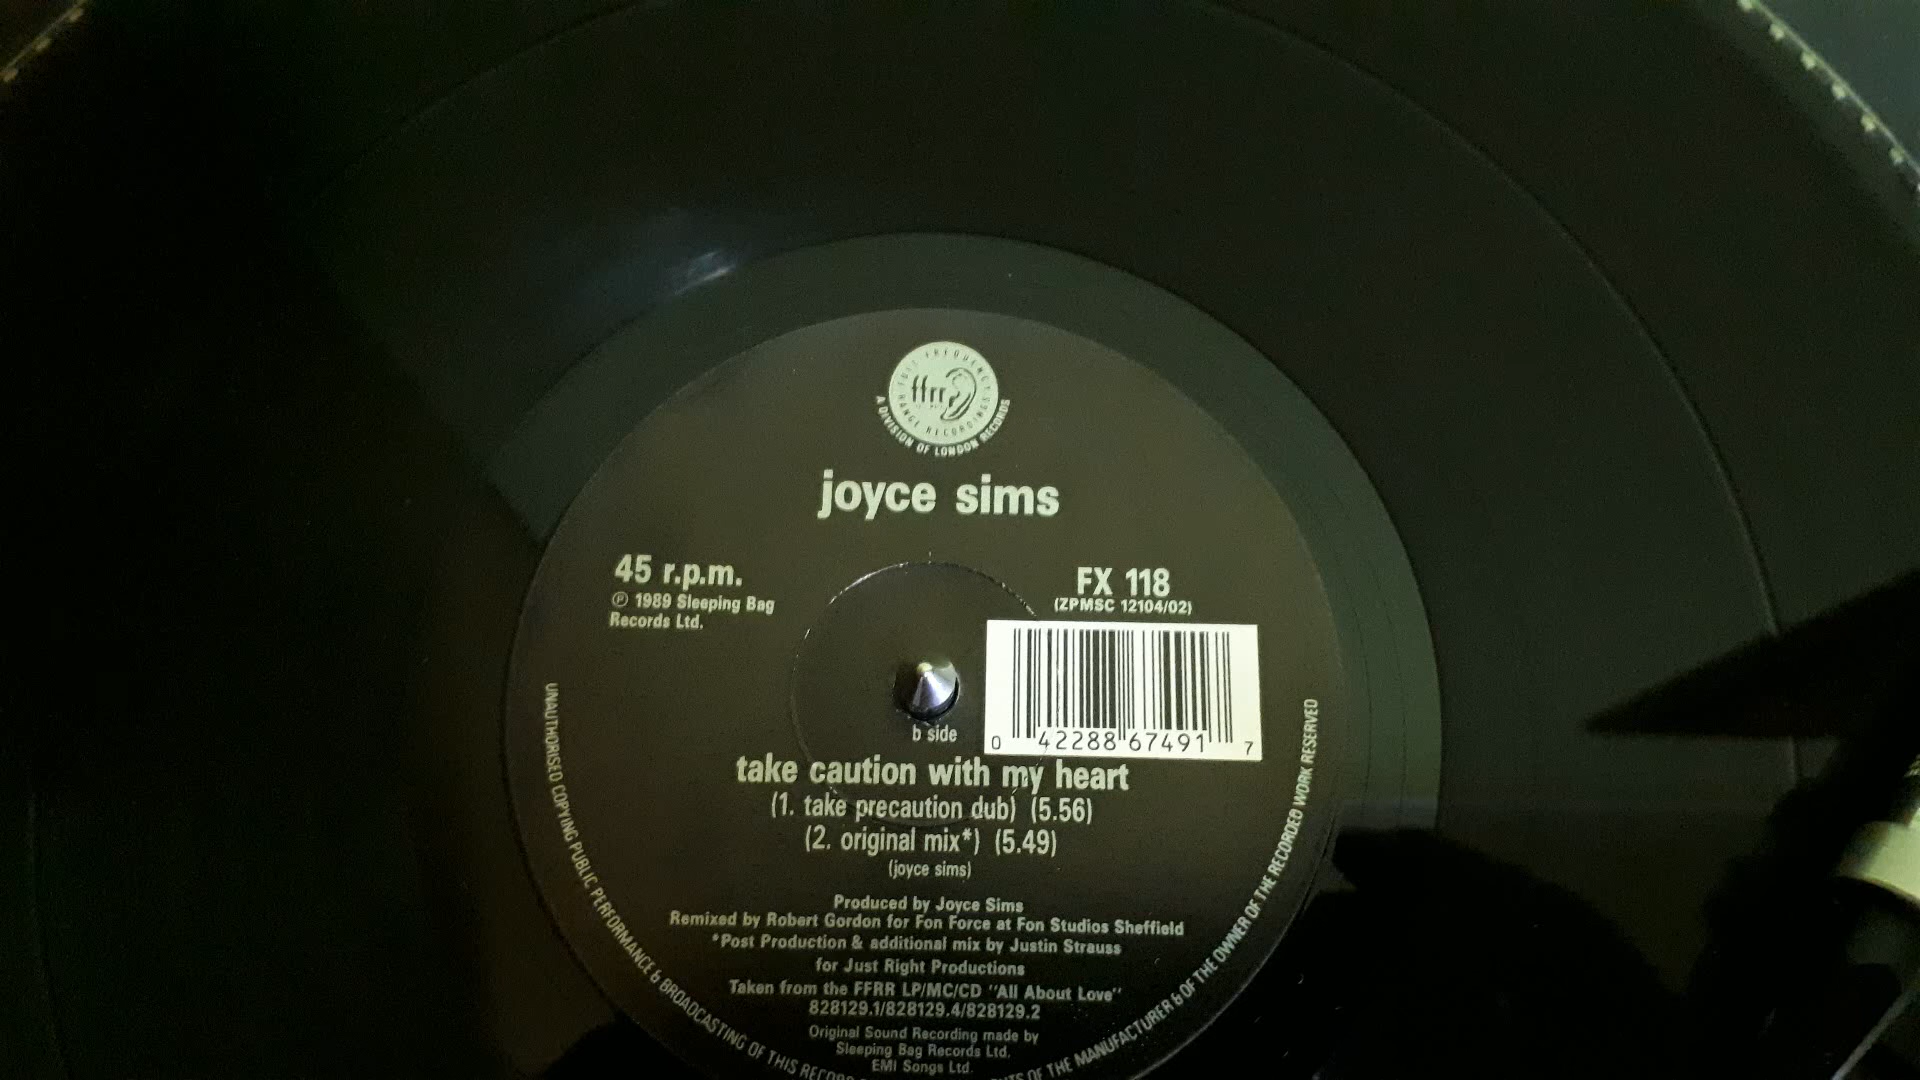 FULL FREQUENCY
ffrr
RANGE RECORDINGS
A DIVISION OF LONDON RECORDS
joyce sims
45 r.p.m.
℗ 1989 Sleeping Bag
Records Ltd.
FX 118
(ZPMSC 12104/02)
0 42288 67491 7
b side
take caution with my heart
(1. take precaution dub) (5.56)
(2. original mix*) (5.49)
(joyce sims)
Produced by Joyce Sims
Remixed by Robert Gordon for Fon Force at Fon Studios Sheffield
*Post Production & additional mix by Justin Strauss
for Just Right Productions
Taken from the FFRR LP/MC/CD "All About Love"
828129.1/828129.4/828129.2
Original Sound Recording made by
Sleeping Bag Records Ltd.
EMI Songs Ltd.
UNAUTHORISED COPYING PUBLIC PERFORMANCE & BROADCASTING OF THIS RECORD
OF THE MANUFACTURER & OF THE OWNER OF THE RECORDED WORK RESERVED